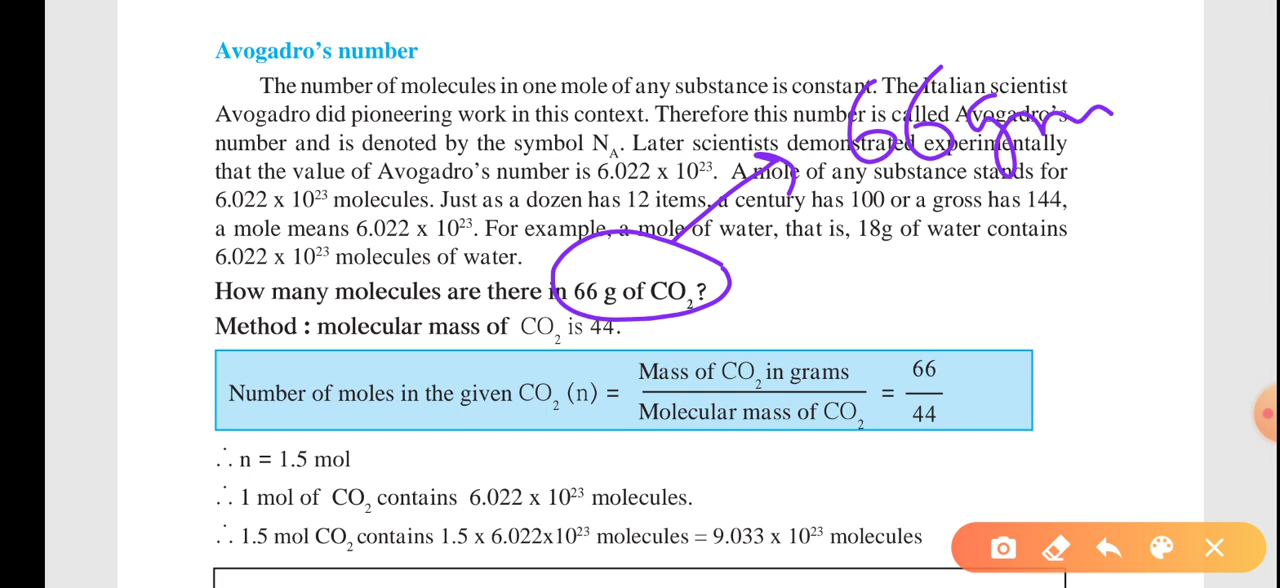 Avogadro's number
The number of molecules in one mole of any substance is constant. The Italian scientist
Avogadro did pioneering work in this context. Therefore this number is called Avogadro's
66gm
number and is denoted by the symbol N_A. Later scientists demonstrated experimentally
that the value of Avogadro's number is 6.022 x 10²³. A mole of any substance stands for
6.022 x 10²³ molecules. Just as a dozen has 12 items, a century has 100 or a gross has 144,
a mole means 6.022 x 10²³. For example, a mole of water, that is, 18g of water contains
6.022 x 10²³ molecules of water.
How many molecules are there in 66 g of CO₂?
Method : molecular mass of CO₂ is 44.
Number of moles in the given CO₂ (n) = Mass of CO₂ in grams / Molecular mass of CO₂ = 66 / 44
∴ n = 1.5 mol
∴ 1 mol of CO₂ contains 6.022 x 10²³ molecules.
∴ 1.5 mol CO₂ contains 1.5 x 6.022x10²³ molecules = 9.033 x 10²³ molecules